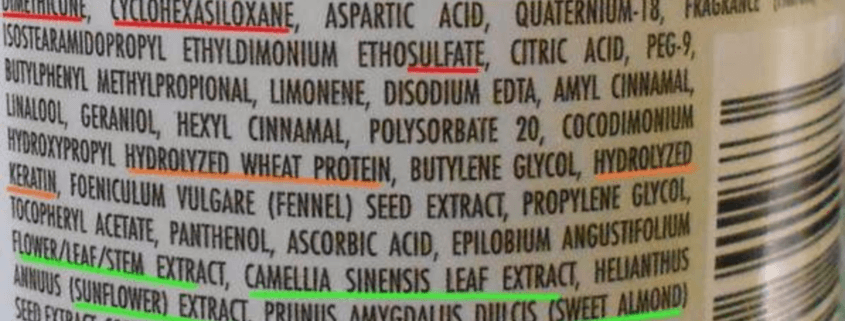 DIMETHICONE, CYCLOHEXASILOXANE, ASPARTIC ACID, QUATERNIUM-18, FRAGRANCE
ISOSTEARAMIDOPROPYL ETHYLDIMONIUM ETHOSULFATE, CITRIC ACID, PEG-9,
BUTYLPHENYL METHYLPROPIONAL, LIMONENE, DISODIUM EDTA, AMYL CINNAMAL,
LINALOOL, GERANIOL, HEXYL CINNAMAL, POLYSORBATE 20, COCODIMONIUM
HYDROXYPROPYL HYDROLYZED WHEAT PROTEIN, BUTYLENE GLYCOL, HYDROLYZED
KERATIN, FOENICULUM VULGARE (FENNEL) SEED EXTRACT, PROPYLENE GLYCOL,
TOCOPHERYL ACETATE, PANTHENOL, ASCORBIC ACID, EPILOBIUM ANGUSTIFOLIUM
FLOWER/LEAF/STEM EXTRACT, CAMELLIA SINENSIS LEAF EXTRACT, HELIANTHUS
ANNUUS (SUNFLOWER) EXTRACT, PRUNUS AMYGDALUS DULCIS (SWEET ALMOND)
SEED EXTRACT